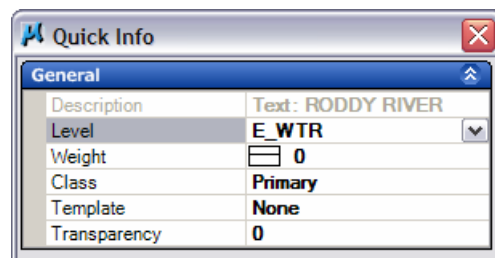 Quick Info
General
Description Text: RODDY RIVER
Level E_WTR
Weight 0
Class Primary
Template None
Transparency 0